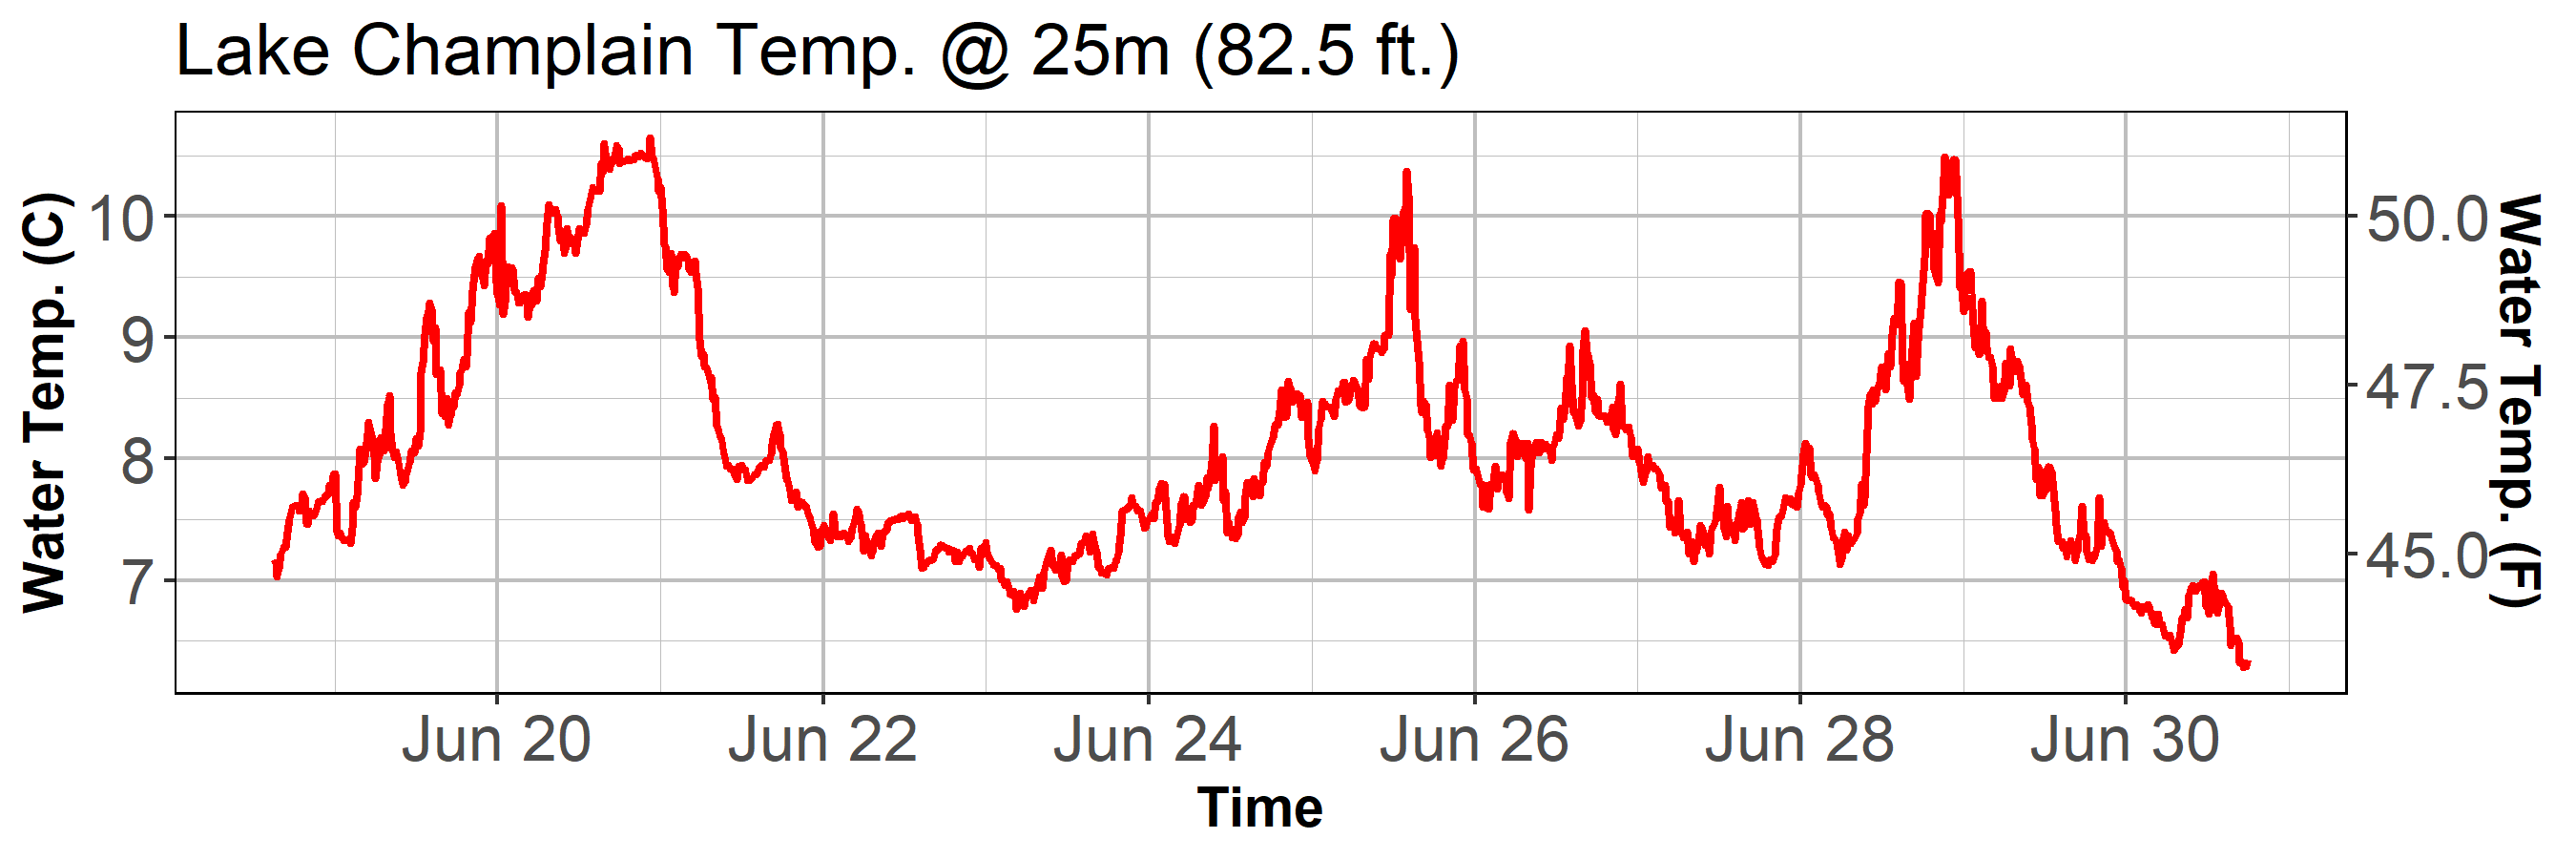 Lake Champlain Temp. @ 25m (82.5 ft.)
Water Temp. (C)
10
9
8
7
50.0
47.5
45.0
Water Temp. (F)
Jun 20 Jun 22 Jun 24 Jun 26 Jun 28 Jun 30
Time